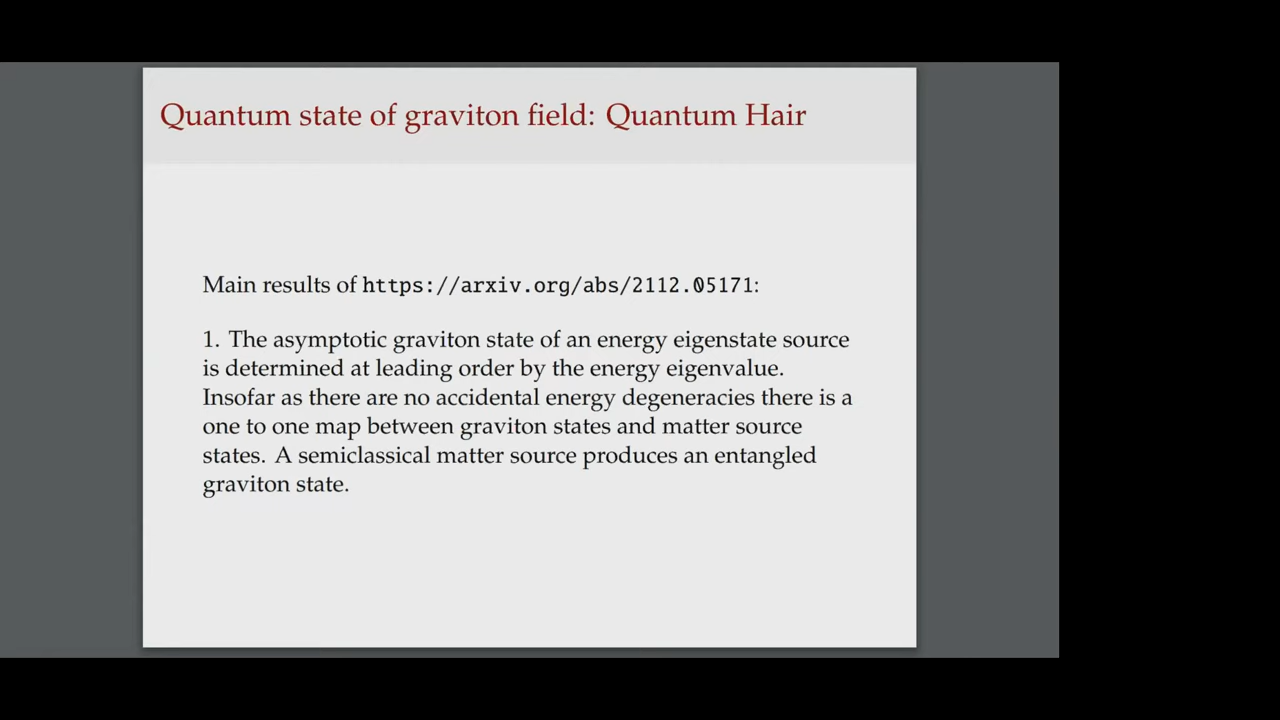 Quantum state of graviton field: Quantum Hair
Main results of https://arxiv.org/abs/2112.05171:
1. The asymptotic graviton state of an energy eigenstate source
is determined at leading order by the energy eigenvalue.
Insofar as there are no accidental energy degeneracies there is a
one to one map between graviton states and matter source
states. A semiclassical matter source produces an entangled
graviton state.